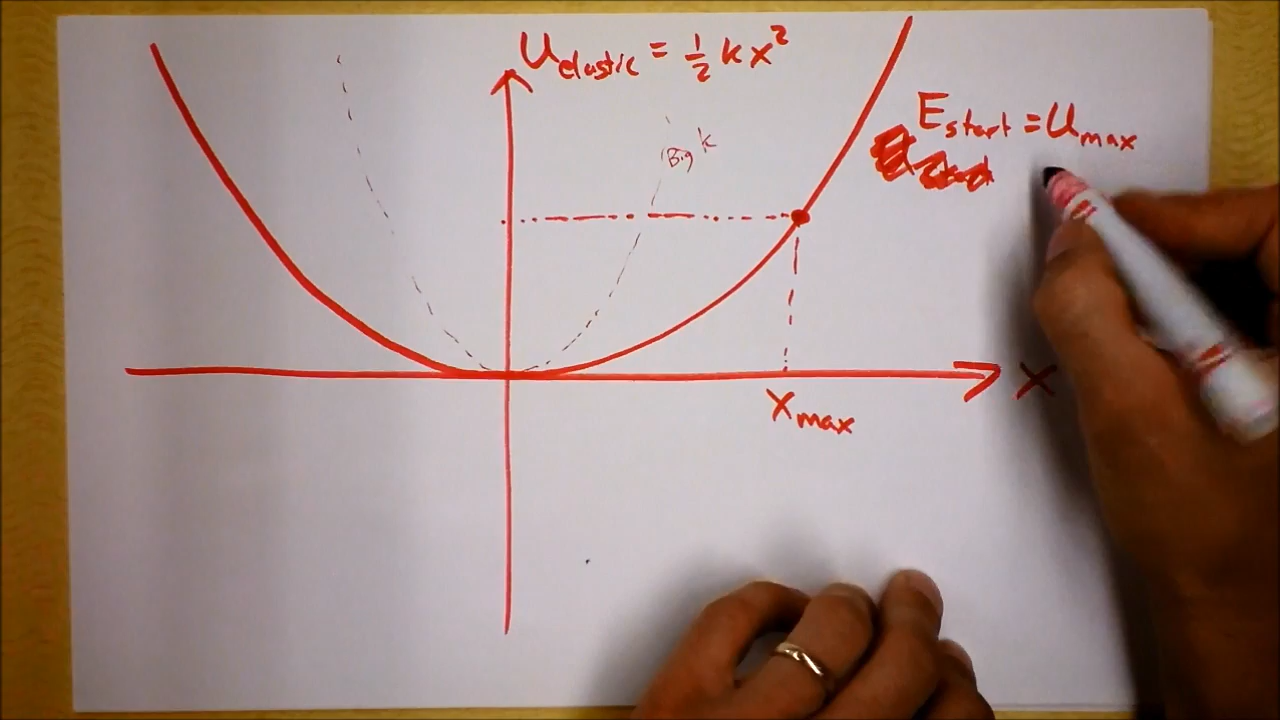 U elastic = 1/2 k x²
E start = U max
Big k
x
x max